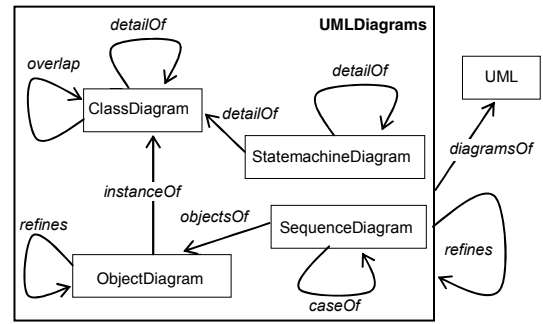 UMLDiagrams
detailOf
overlap
ClassDiagram
detailOf
UML
detailOf
StatemachineDiagram
diagramsOf
instanceOf
objectsOf
SequenceDiagram
refines
refines
ObjectDiagram
caseOf